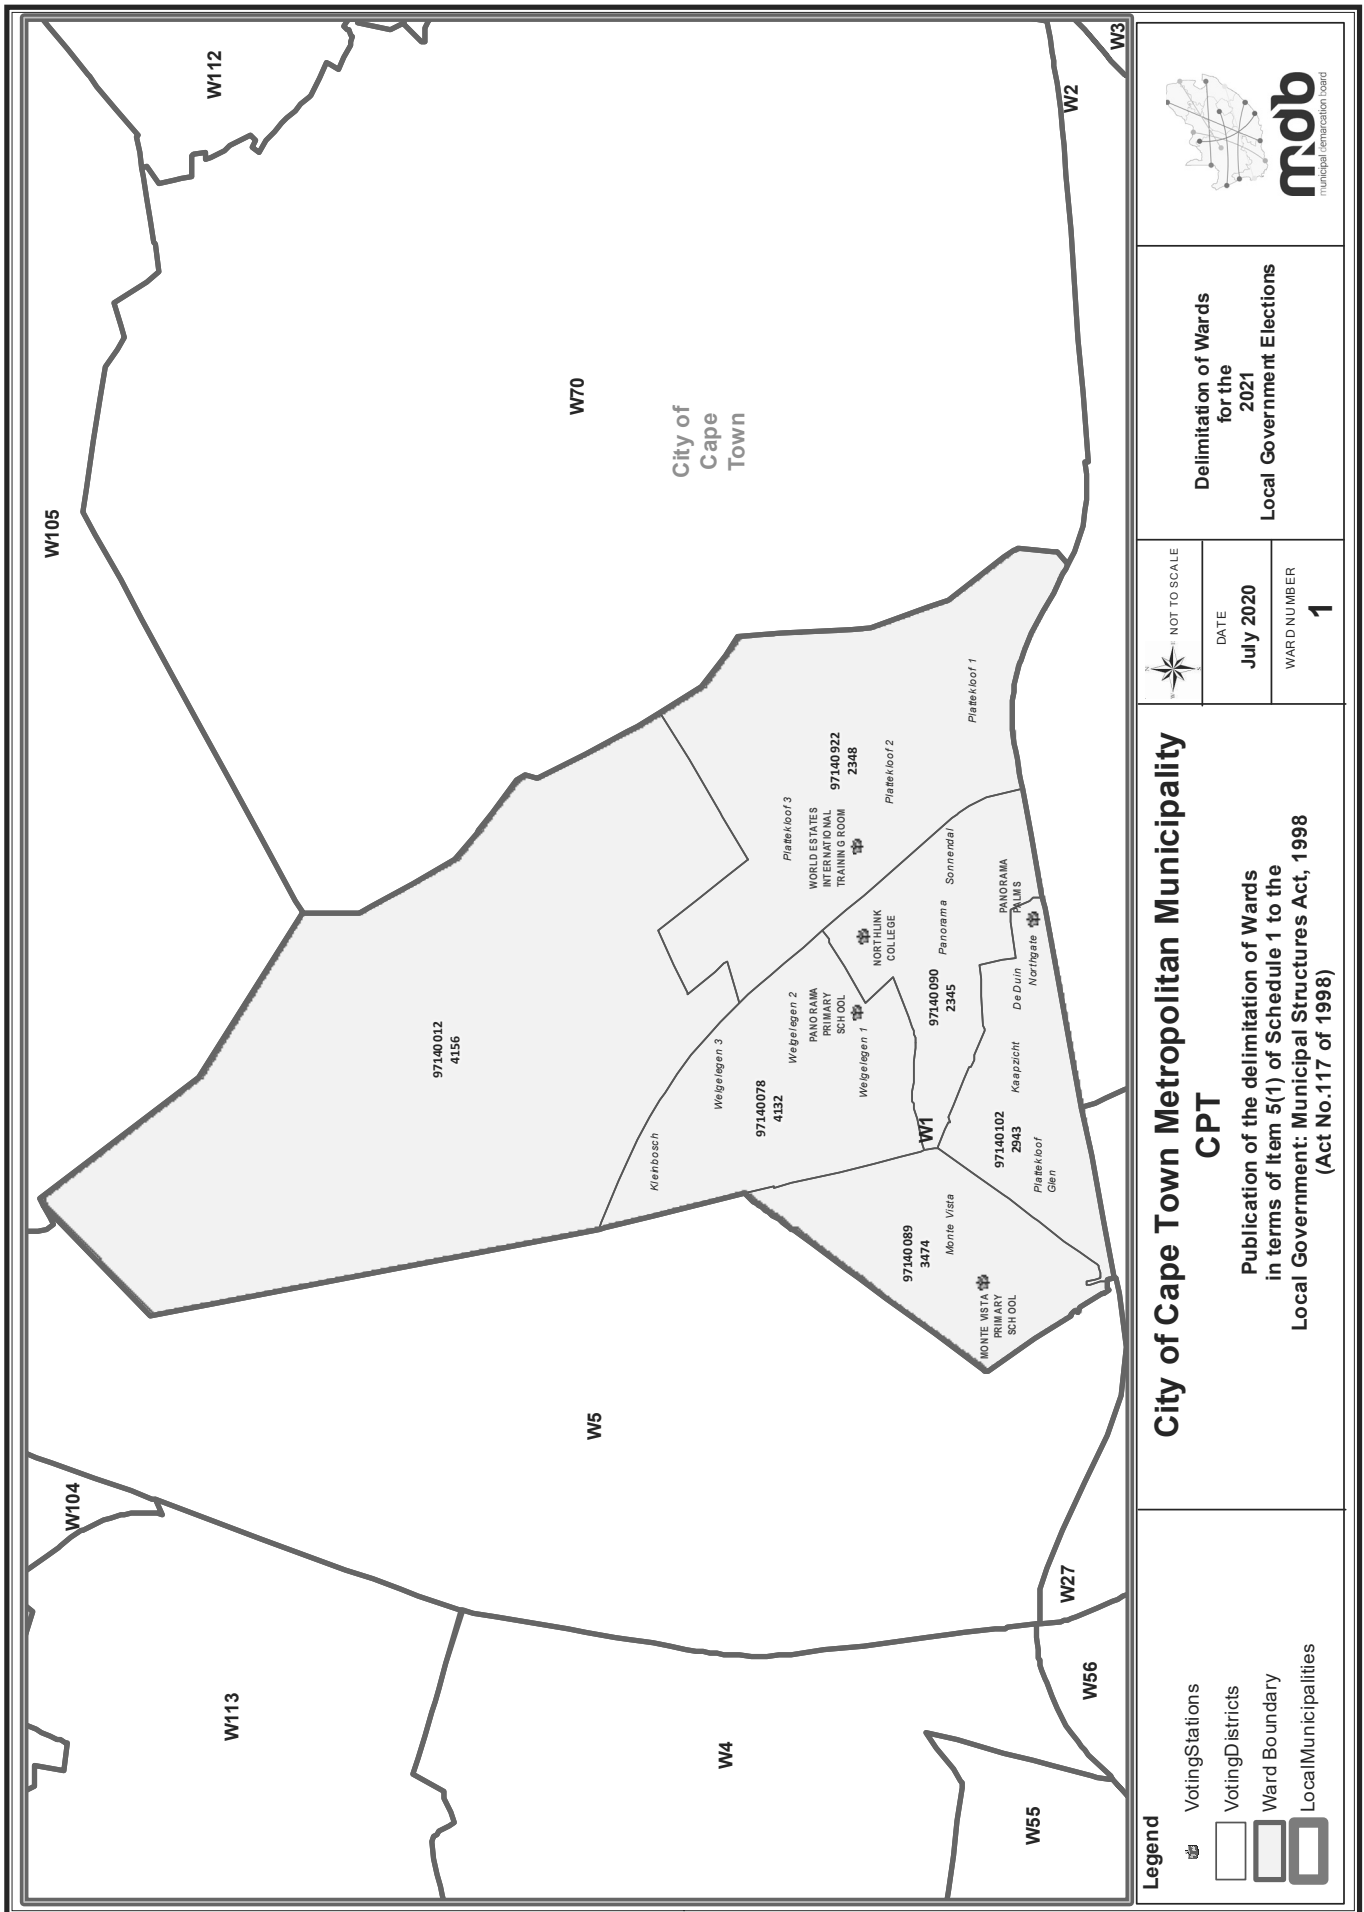 W113
W104
W105
W112
W5
W70
W4
W55
W56
W27
W2
W3
City of
Cape
Town
97140012
4156
Kleinbosch
Welgelegen 3
97140078
4132
Welgelegen 2
PANORAMA
PRIMARY
SCHOOL
Welgelegen 1
Plattekloof 3
WORLD ESTATES
INTERNATIONAL
TRAINING ROOM
97140922
2348
Plattekloof 2
Plattekloof 1
NORTHLINK
COLLEGE
97140090
2345
Panorama
Sonnendal
W1
97140089
3474
Monte Vista
MONTE VISTA
PRIMARY
SCHOOL
97140102
2943
Plattekloof
Glen
Kaapzicht
De Duin
Northgate
PANORAMA
PALMS
Legend
VotingStations
VotingDistricts
Ward Boundary
LocalMunicipalities
City of Cape Town Metropolitan Municipality
CPT
Publication of the delimitation of Wards
in terms of Item 5(1) of Schedule 1 to the
Local Government: Municipal Structures Act, 1998
(Act No.117 of 1998)
N
W
E
S
NOT TO SCALE
DATE
July 2020
WARD NUMBER
1
Delimitation of Wards
for the
2021
Local Government Elections
mdb
municipal demarcation board